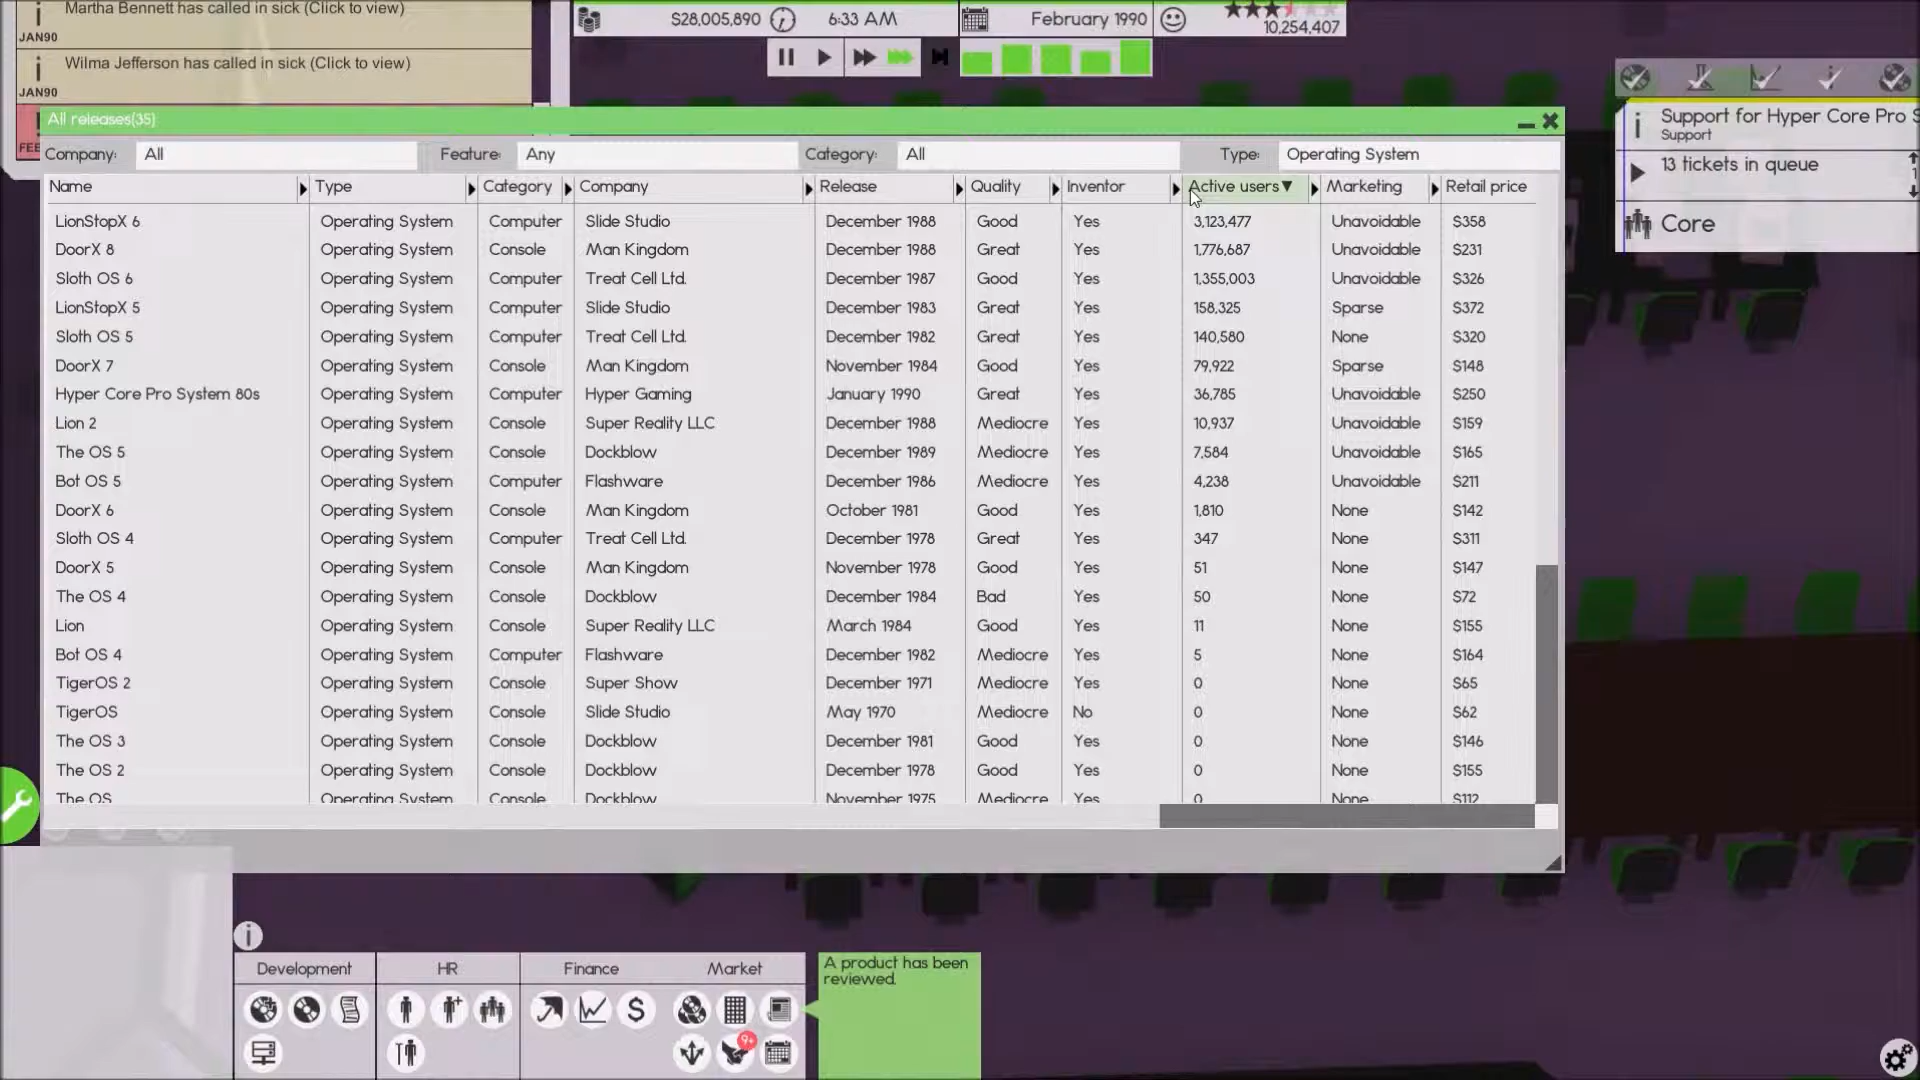 Martha Bennett has called in sick (Click to view)
JAN90
Wilma Jefferson has called in sick (Click to view)
JAN90
FEE
$28,005,890
6:33 AM
February 1990
10,254,407
Support for Hyper Core Pro S
Support
13 tickets in queue
1
Core
All releases(35)
Company: All Feature: Any Category: All Type: Operating System
Name Type Category Company Release Quality Inventor Active users▼ Marketing Retail price
LionStopX 6 Operating System Computer Slide Studio December 1988 Good Yes 3,123,477 Unavoidable $358
DoorX 8 Operating System Console Man Kingdom December 1988 Great Yes 1,776,687 Unavoidable $231
Sloth OS 6 Operating System Computer Treat Cell Ltd. December 1987 Good Yes 1,355,003 Unavoidable $326
LionStopX 5 Operating System Computer Slide Studio December 1983 Great Yes 158,325 Sparse $372
Sloth OS 5 Operating System Computer Treat Cell Ltd. December 1982 Great Yes 140,580 None $320
DoorX 7 Operating System Console Man Kingdom November 1984 Good Yes 79,922 Sparse $148
Hyper Core Pro System 80s Operating System Computer Hyper Gaming January 1990 Great Yes 36,785 Unavoidable $250
Lion 2 Operating System Console Super Reality LLC December 1988 Mediocre Yes 10,937 Unavoidable $159
The OS 5 Operating System Console Dockblow December 1989 Mediocre Yes 7,584 Unavoidable $165
Bot OS 5 Operating System Computer Flashware December 1986 Mediocre Yes 4,238 Unavoidable $211
DoorX 6 Operating System Console Man Kingdom October 1981 Good Yes 1,810 None $142
Sloth OS 4 Operating System Computer Treat Cell Ltd. December 1978 Great Yes 347 None $311
DoorX 5 Operating System Console Man Kingdom November 1978 Good Yes 51 None $147
The OS 4 Operating System Console Dockblow December 1984 Bad Yes 50 None $72
Lion Operating System Console Super Reality LLC March 1984 Good Yes 11 None $155
Bot OS 4 Operating System Computer Flashware December 1982 Mediocre Yes 5 None $164
TigerOS 2 Operating System Console Super Show December 1971 Mediocre Yes 0 None $65
TigerOS Operating System Console Slide Studio May 1970 Mediocre No 0 None $62
The OS 3 Operating System Console Dockblow December 1981 Good Yes 0 None $146
The OS 2 Operating System Console Dockblow December 1978 Good Yes 0 None $155
The OS Operating System Console Dockblow November 1975 Mediocre Yes 0 None $112
Development HR Finance Market
9+
A product has been
reviewed.